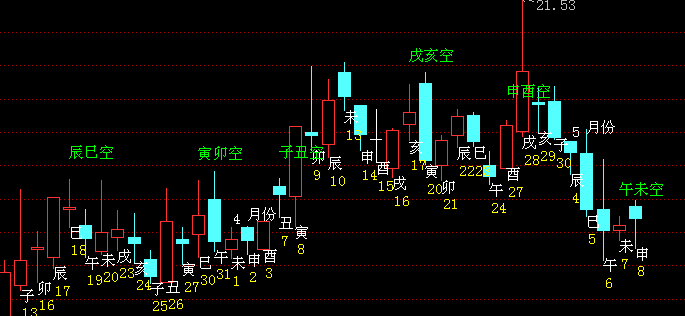 21.53
戌亥空
申酉空
辰巳空
寅卯空
子丑空
午未空
4 月份
5 月份
子 13
卯 16
辰 17
巳 18
午 19
未 20
戌 23
亥 24
子 25
丑 26
寅 27
巳 30
午 31
未 1
申 2
酉 3
丑 7
寅 8
卯 9
辰 10
未 13
申 14
酉 15
戌 16
亥 17
寅 20
卯 21
辰 22
巳 23
午 24
酉 27
戌 28
亥 29
子 30
辰 4
巳 5
午 6
未 7
申 8